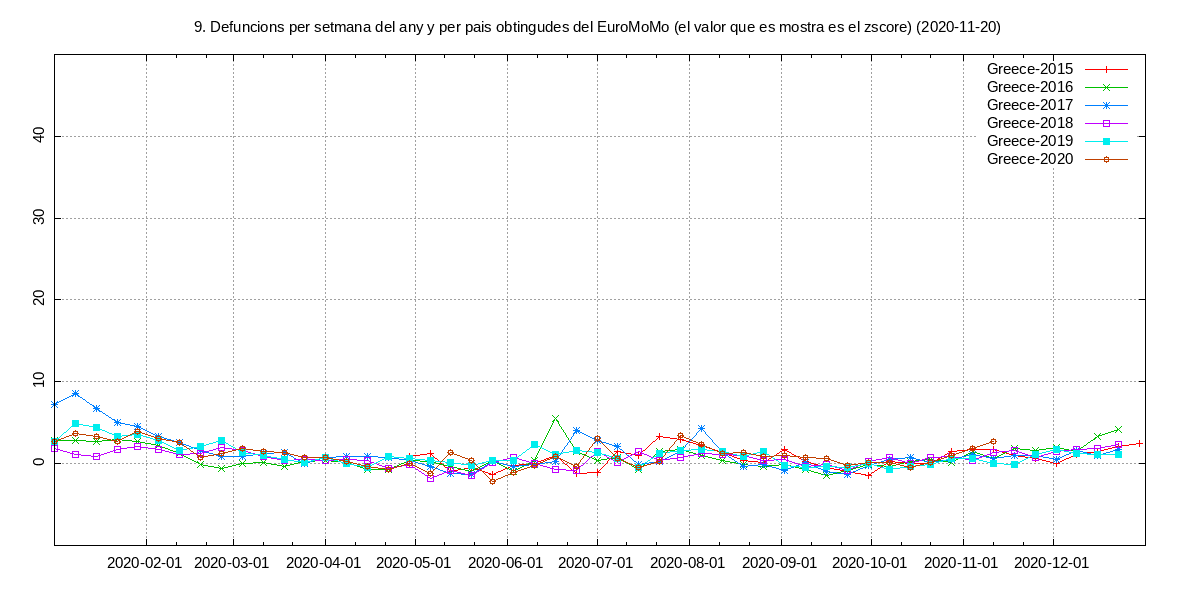 9. Defuncions per setmana del any y per pais obtingudes del EuroMoMo (el valor que es mostra es el zscore) (2020-11-20)
Greece-2015
Greece-2016
Greece-2017
Greece-2018
Greece-2019
Greece-2020
40
30
20
10
0
2020-02-01 2020-03-01 2020-04-01 2020-05-01 2020-06-01 2020-07-01 2020-08-01 2020-09-01 2020-10-01 2020-11-01 2020-12-01